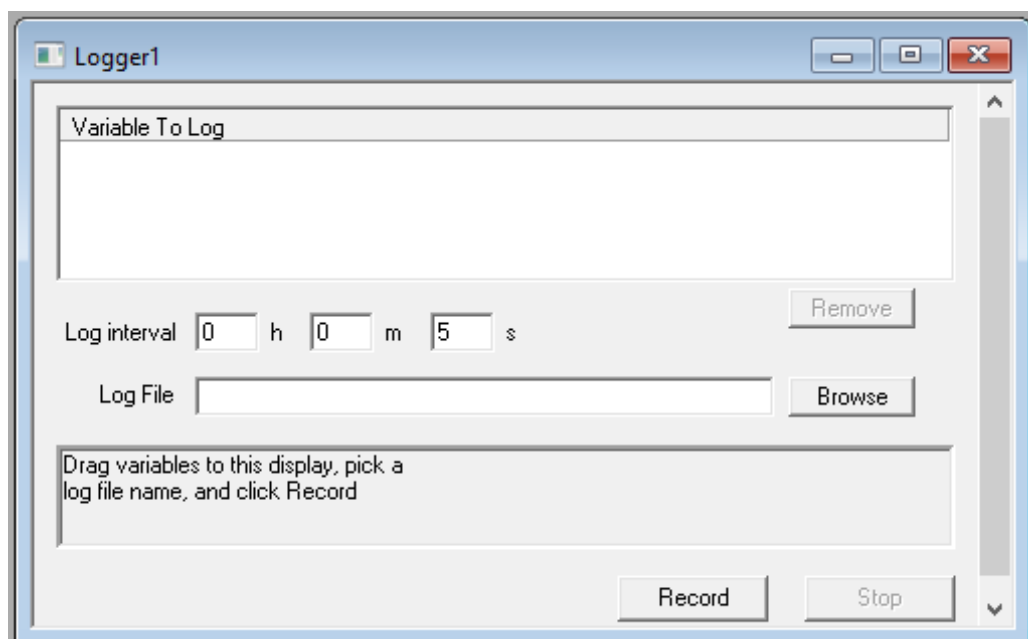 Logger1
Variable To Log
Remove
Log interval 0 h 0 m 5 s
Log File Browse
Drag variables to this display, pick a
log file name, and click Record
Record Stop